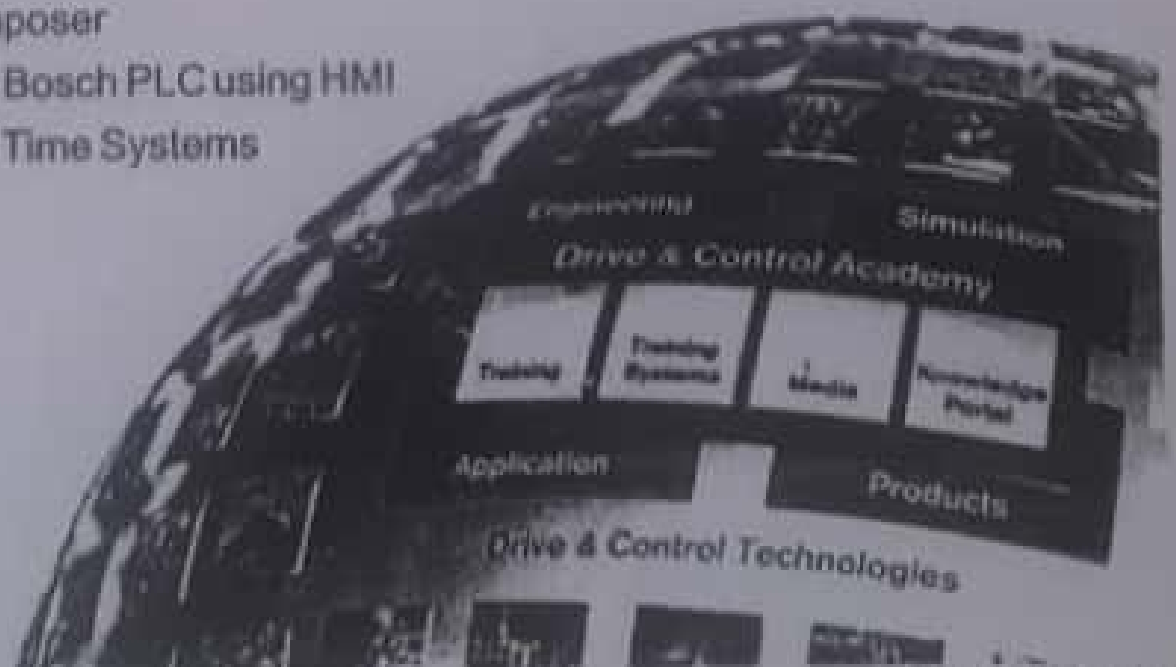 poser
Bosch PLC using HMI
Time Systems
Engineering
Simulation
Drive & Control Academy
Training
Training
Systems
Media
Knowledge
Portal
Application
Products
Drive & Control Technologies